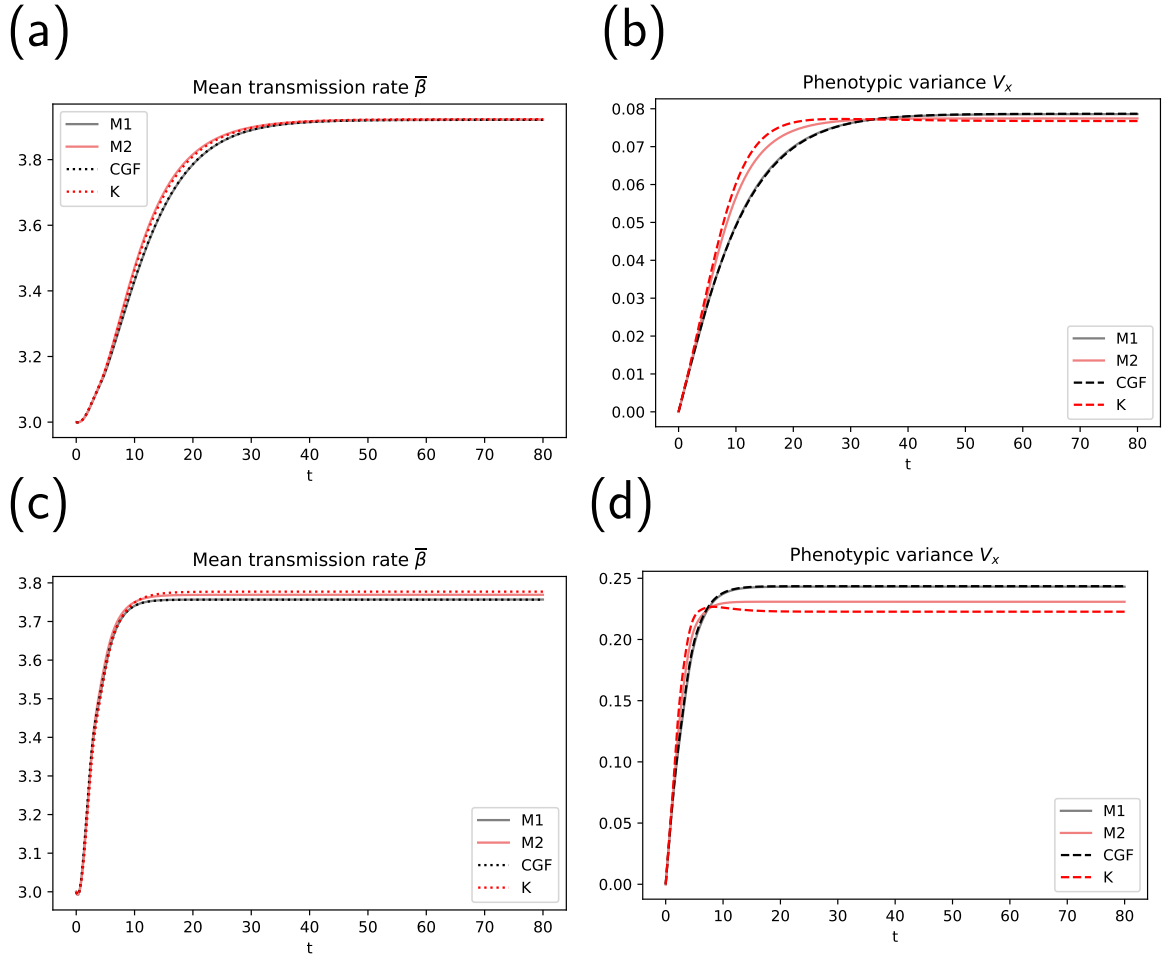 (a)
Mean transmission rate β̅
M1
M2
CGF
K
3.8
3.6
3.4
3.2
3.0
0 10 20 30 40 50 60 70 80
t
(b)
Phenotypic variance Vₓ
0.08
0.07
0.06
0.05
0.04
0.03
0.02
0.01
0.00
M1
M2
CGF
K
0 10 20 30 40 50 60 70 80
t
(c)
Mean transmission rate β̅
3.8
3.7
3.6
3.5
3.4
3.3
3.2
3.1
3.0
M1
M2
CGF
K
0 10 20 30 40 50 60 70 80
t
(d)
Phenotypic variance Vₓ
0.25
0.20
0.15
0.10
0.05
0.00
M1
M2
CGF
K
0 10 20 30 40 50 60 70 80
t